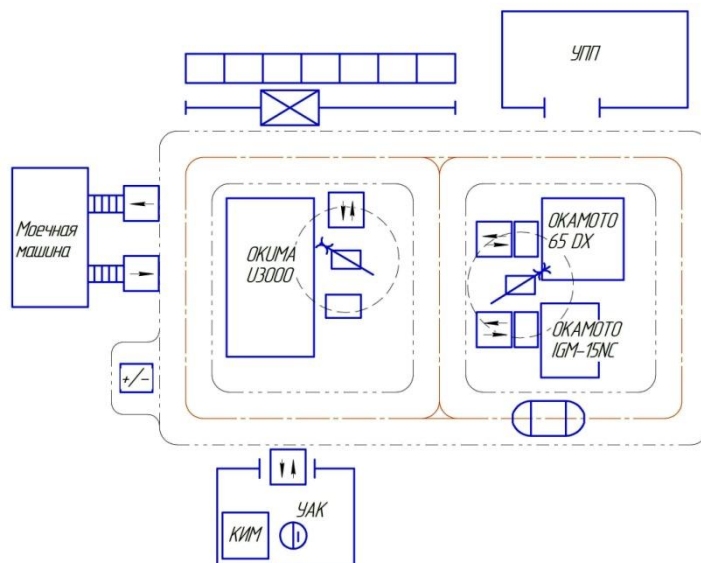 УПП
Моечная
машина
OKUMA
U3000
OKAMOTO
65 DX
OKAMOTO
IGM-15NC
+/-
КИМ
УАК